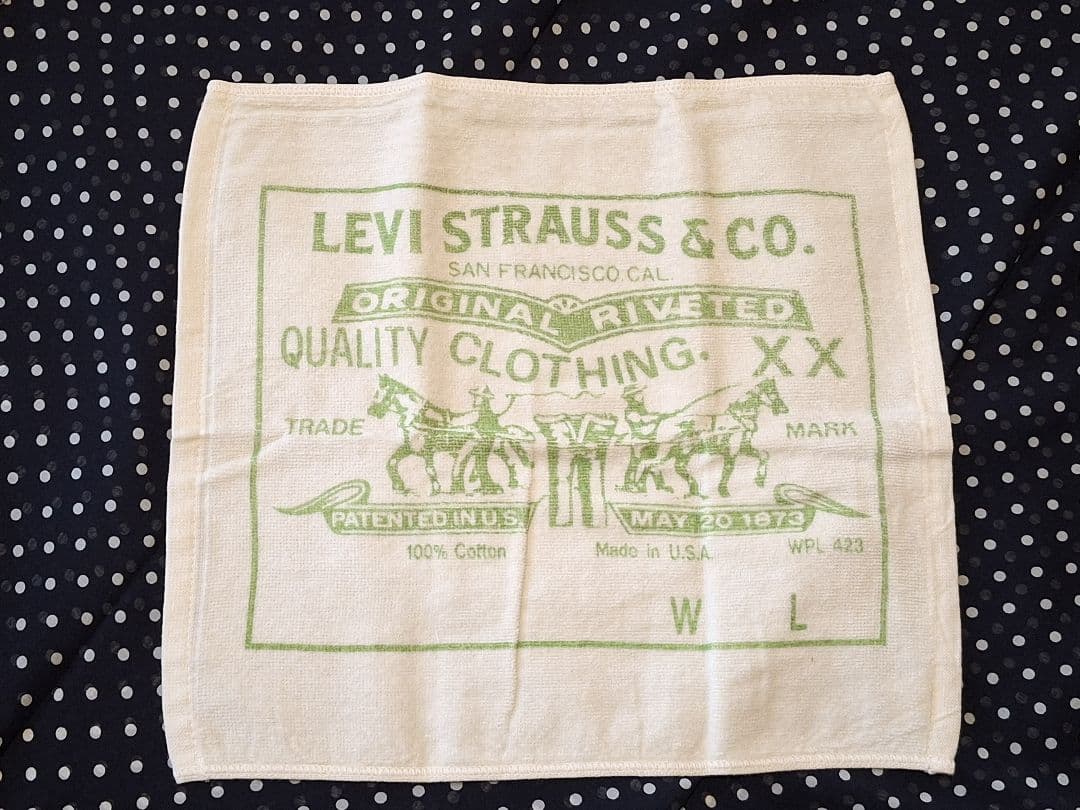 LEVI STRAUSS & CO.
SAN FRANCISCO CAL.
ORIGINAL RIVETED
QUALITY CLOTHING. XX
TRADE MARK
PATENTED IN U.S. MAY 20 1873
100% Cotton Made in U.S.A. WPL 423
W L